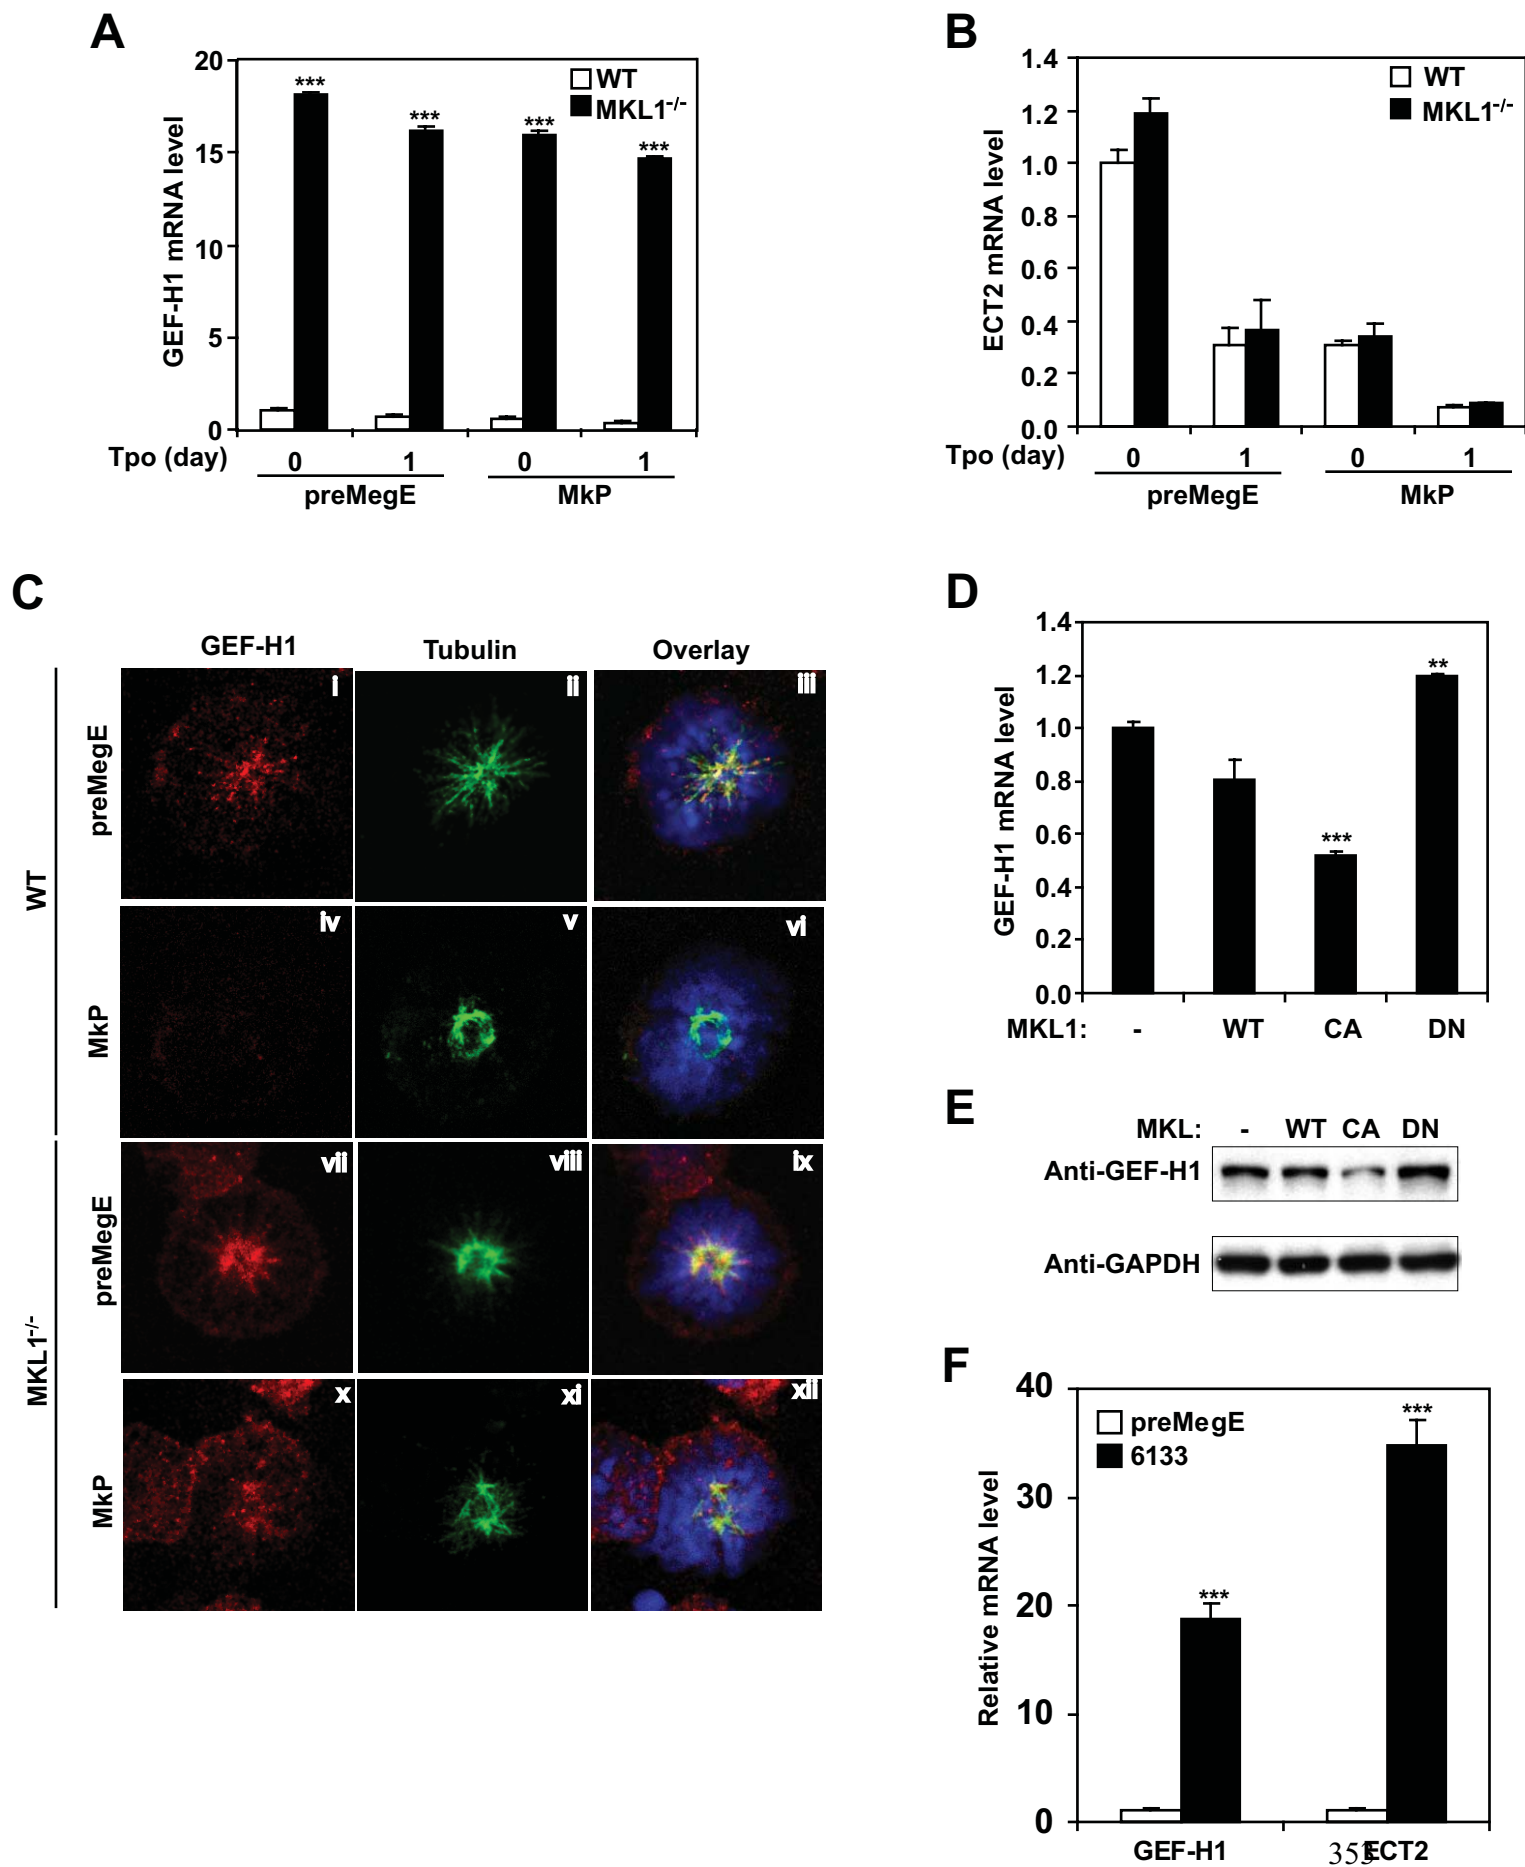 A
20
15
10
5
0
GEF-H1 mRNA level
WT
MKL1-/-
***
***
***
***
Tpo (day)
0 1 0 1
preMegE MkP
B
1.4
1.2
1.0
0.8
0.6
0.4
0.2
0.0
ECT2 mRNA level
WT
MKL1-/-
Tpo (day)
0 1 0 1
preMegE MkP
C
GEF-H1 Tubulin Overlay
WT
preMegE
i ii iii
MkP
iv v vi
MKL1-/-
preMegE
vii viii ix
MkP
x xi xii
D
1.4
1.2
1.0
0.8
0.6
0.4
0.2
0.0
GEF-H1 mRNA level
***
**
MKL1: - WT CA DN
E
MKL: - WT CA DN
Anti-GEF-H1
Anti-GAPDH
F
40
30
20
10
0
Relative mRNA level
preMegE
6133
***
***
GEF-H1 ECT2
353